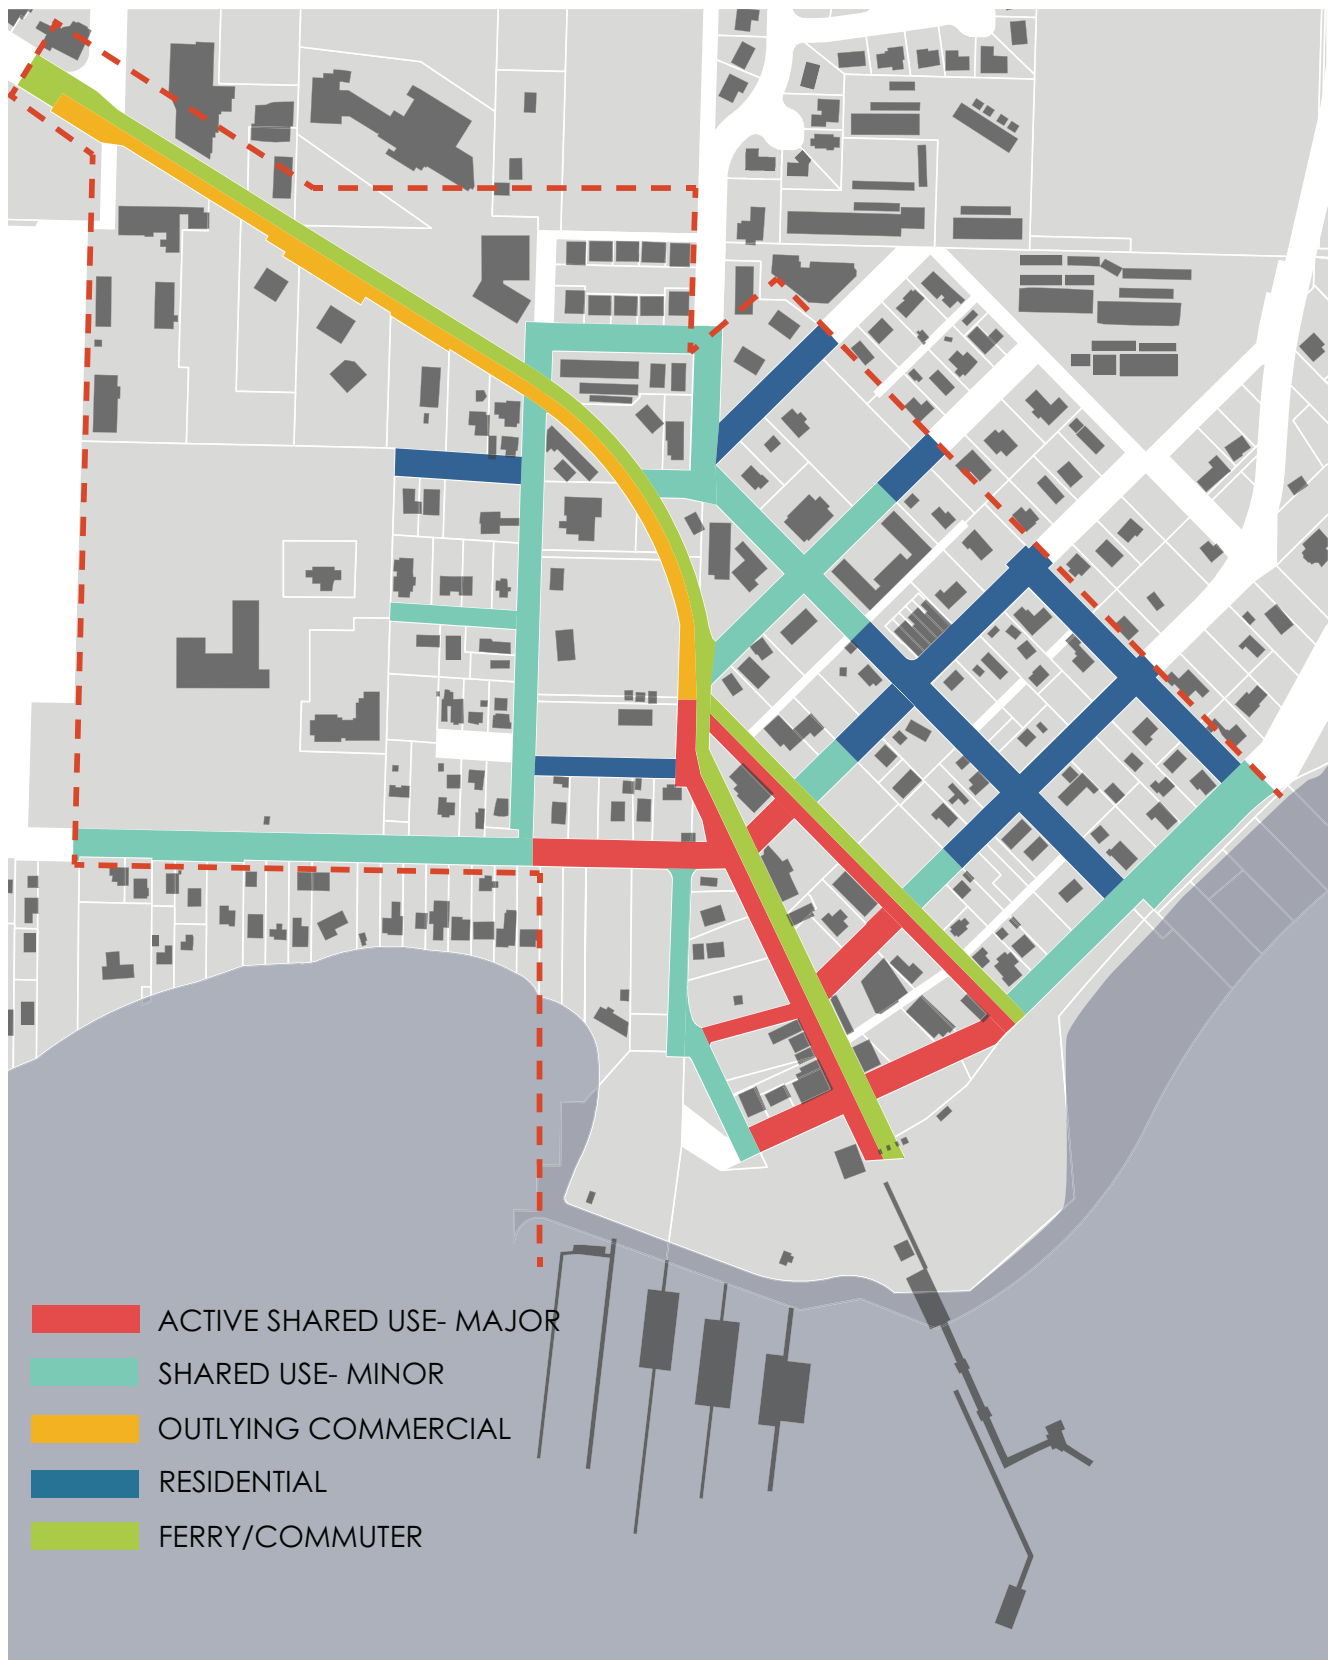 ACTIVE SHARED USE- MAJOR
SHARED USE- MINOR
OUTLYING COMMERCIAL
RESIDENTIAL
FERRY/COMMUTER